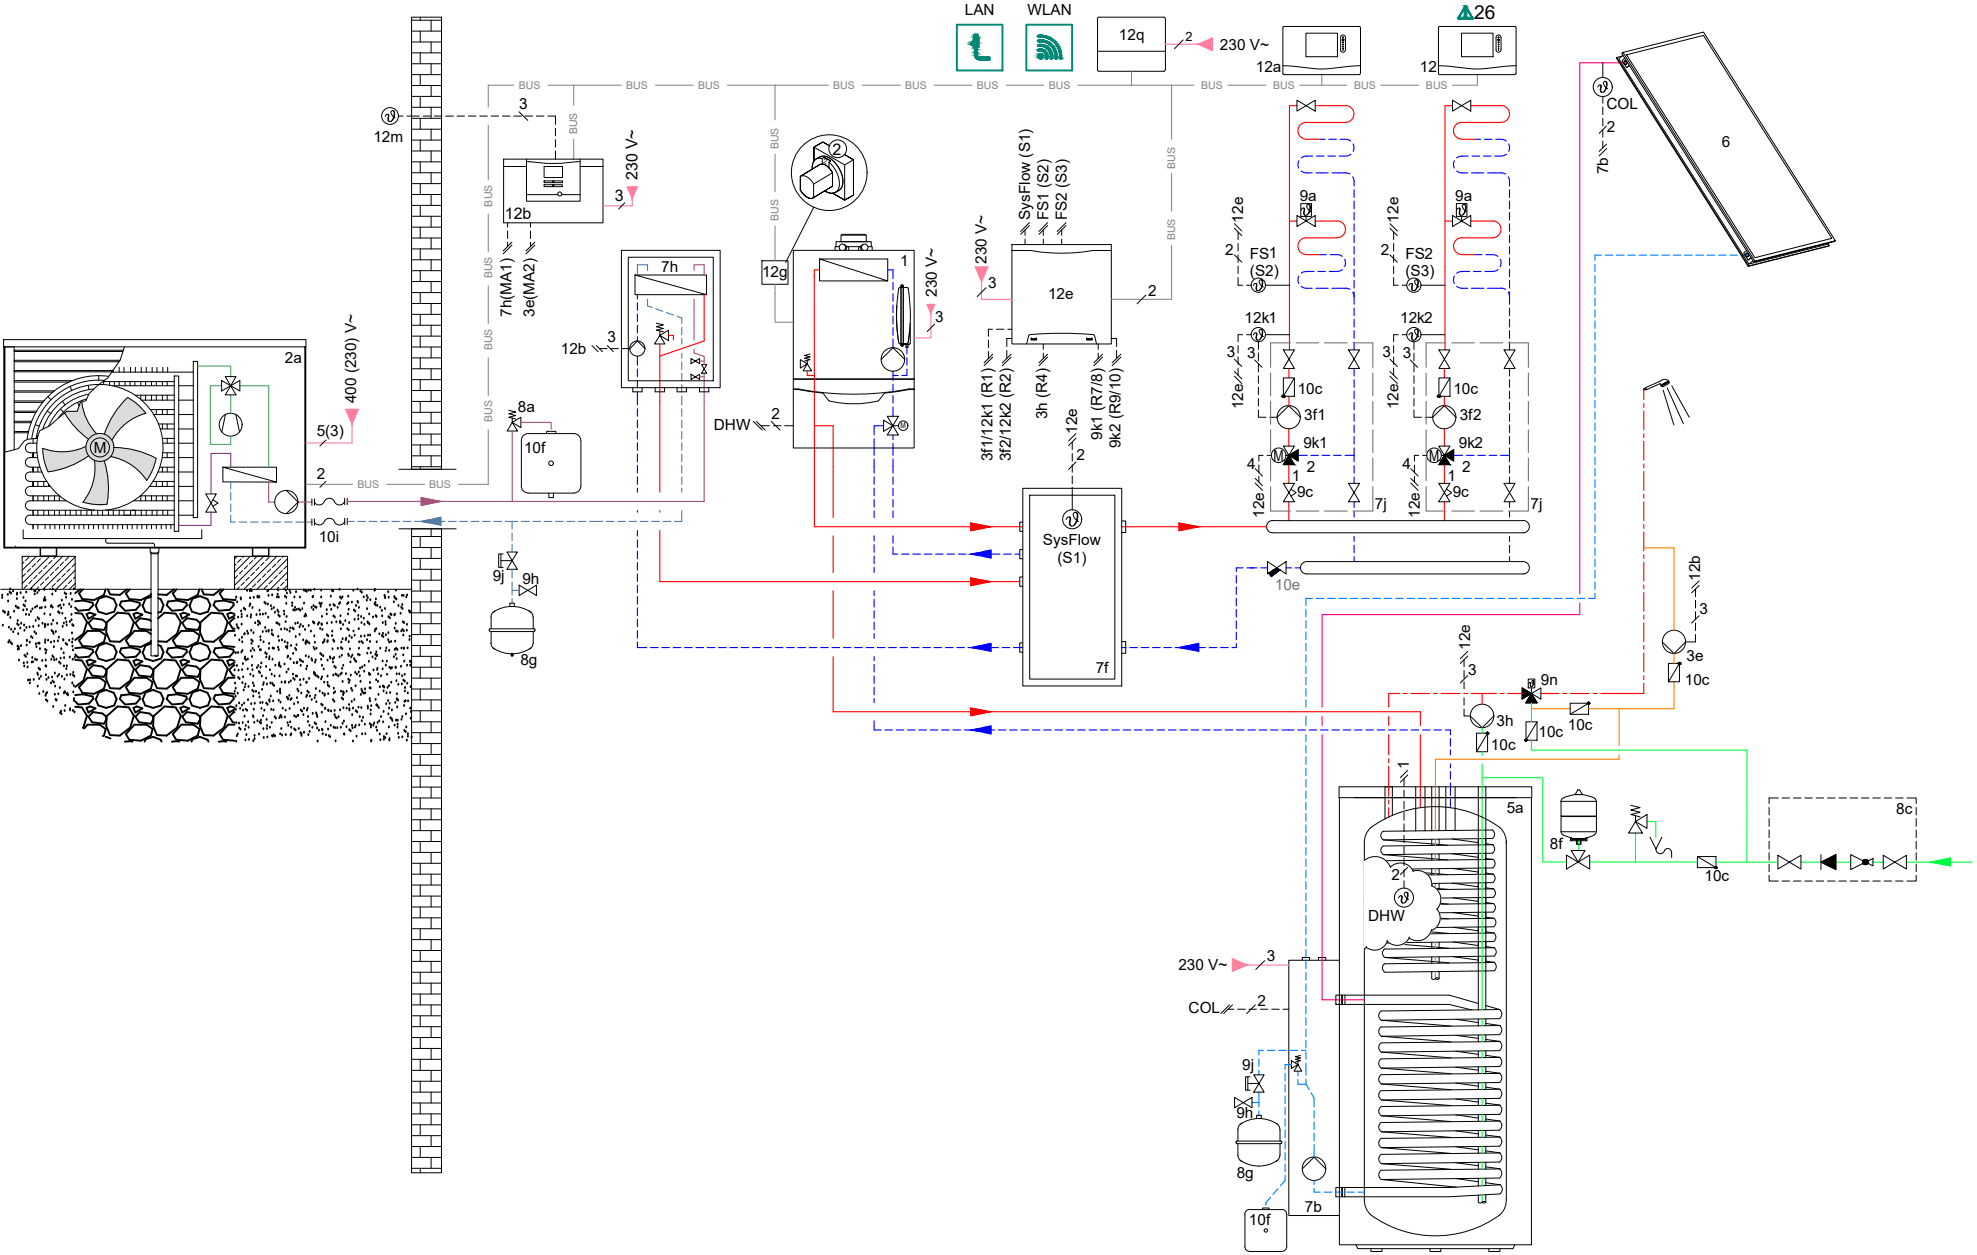 LAN
WLAN
12q
2
230 V~
12a
26
12
BUS
BUS
BUS
BUS
BUS
BUS
BUS
BUS
BUS
BUS
BUS
BUS
12m
3
BUS
230 V~
3
12b
7h(MA1)
3e(MA2)
BUS
BUS
BUS
BUS
BUS
BUS
BUS
BUS
BUS
2
12g
1
230 V~
3
7h
12b
3
DHW
2
SysFlow (S1)
FS1 (S2)
FS2 (S3)
230 V~
3
12e
2
3f1/12k1 (R1)
3f2/12k2 (R2)
3h (R4)
9k1 (R7/8)
9k2 (R9/10)
12e
2
SysFlow
(S1)
7f
9a
12e
2
FS1
(S2)
12k1
3
3
12e
10c
3f1
9k1
M
2
4
1
12e
9c
7j
9a
12e
2
FS2
(S3)
12k2
3
3
12e
10c
3f2
9k2
M
2
4
1
12e
9c
7j
10e
COL
2
7b
6
2a
M
400 (230) V~
5(3)
2
10i
8a
10f
9j
9h
8g
12b
3
3e
10c
12e
3
3h
10c
9n
10c
10c
1
5a
2
DHW
8f
10c
8c
230 V~
3
COL
2
9j
9h
8g
10f
7b